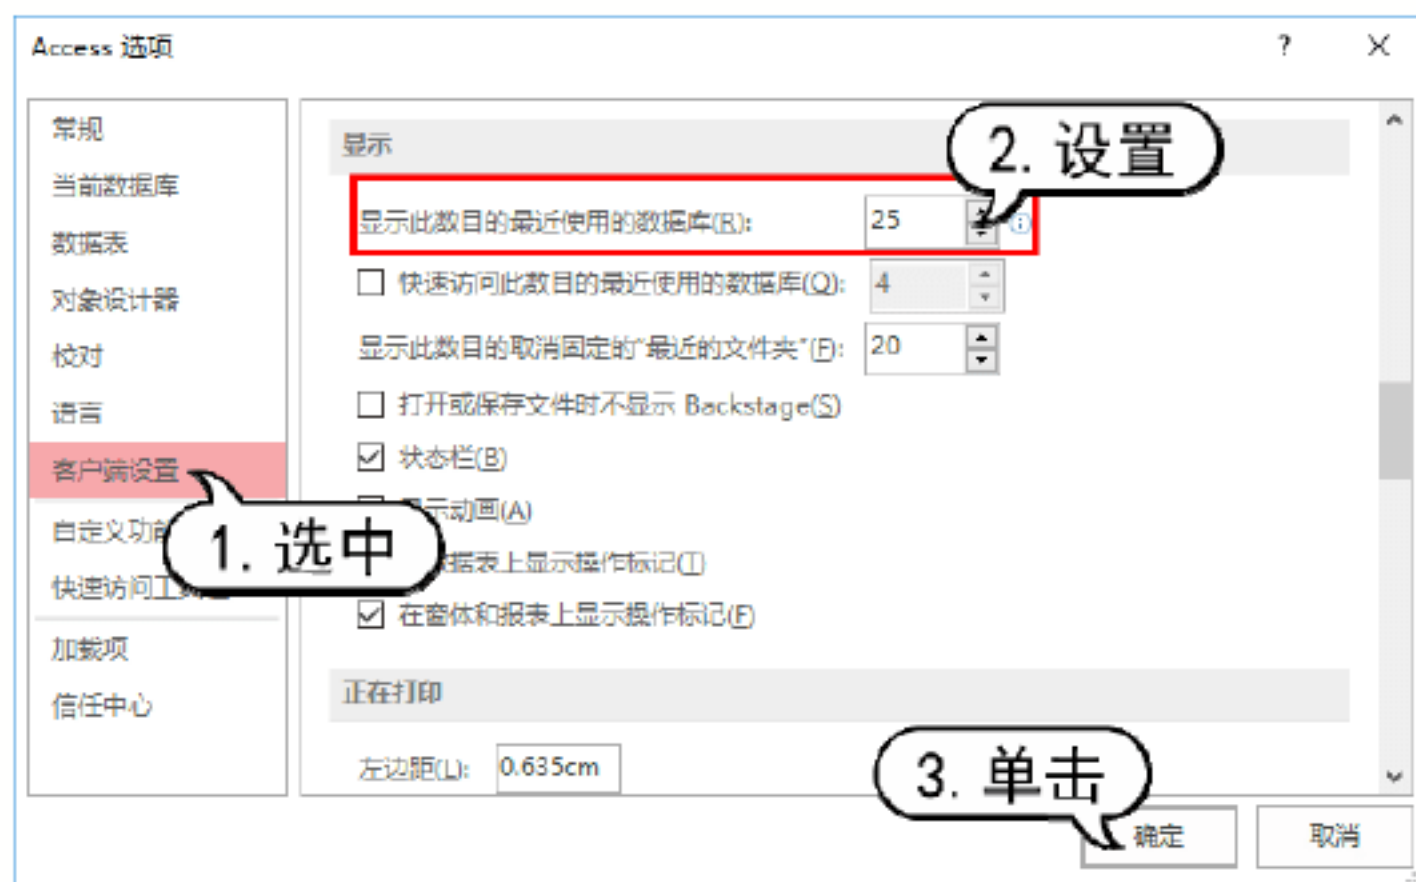 Access 选项
?
常规
当前数据库
数据表
对象设计器
校对
语言
客户端设置
自定义功
快速访问工
加载项
信任中心
1. 选中
显示
2. 设置
显示此数目的最近使用的数据库(R): 25
快速访问此数目的最近使用的数据库(Q): 4
显示此数目的取消固定的“最近的文件夹”(F): 20
打开或保存文件时不显示 Backstage(S)
状态栏(B)
示动画(A)
据表上显示操作标记(T)
在窗体和报表上显示操作标记(F)
正在打印
左边距(L): 0.635cm
3. 单击
确定
取消